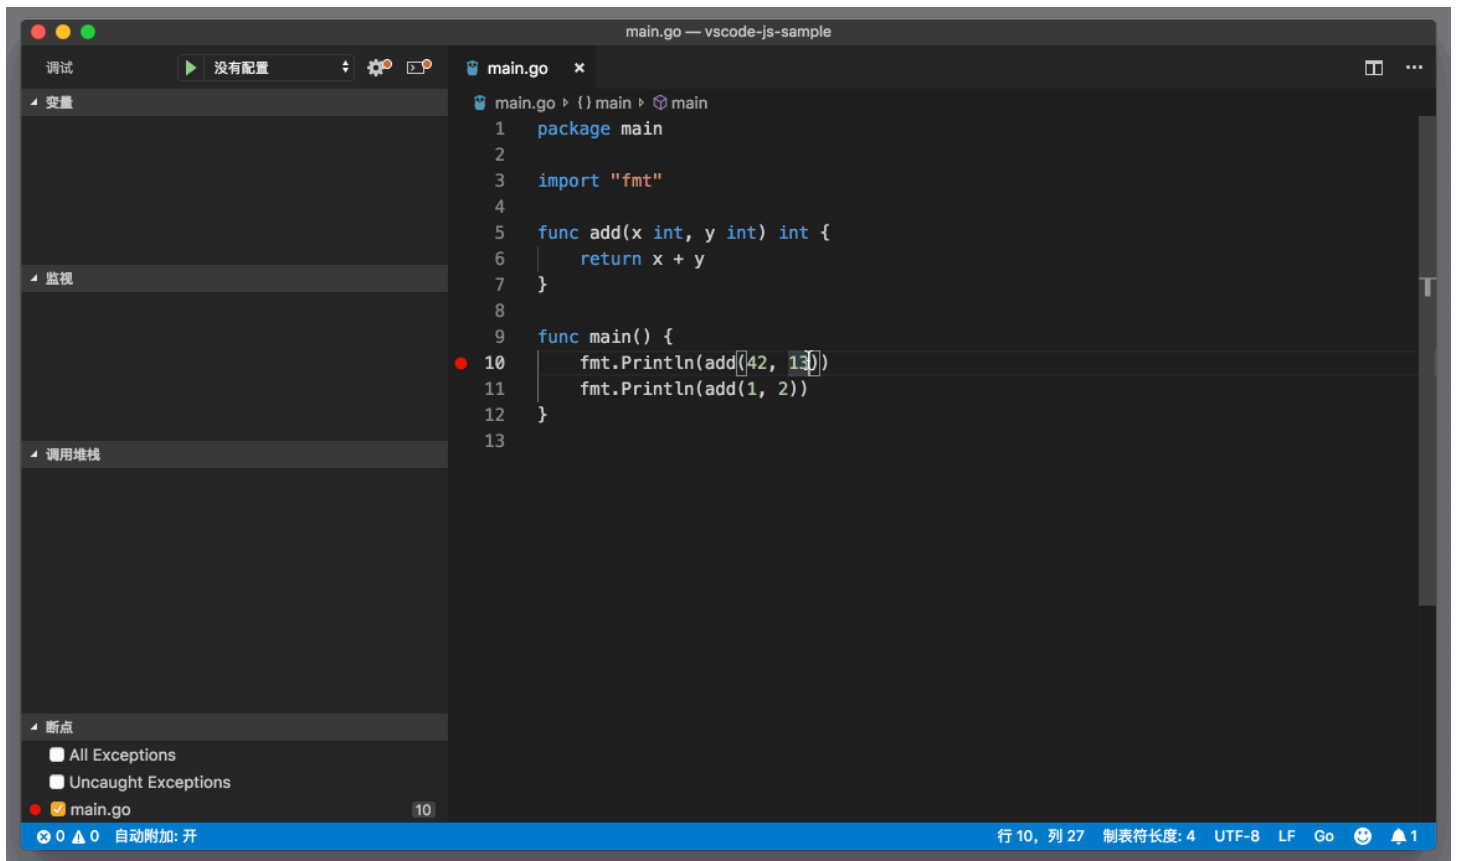 main.go — vscode-js-sample
调试
没有配置
main.go
变量
main.go {} main main
1 package main
2
3 import "fmt"
4
5 func add(x int, y int) int {
6 return x + y
7 }
8
9 func main() {
10 fmt.Println(add(42, 13))
11 fmt.Println(add(1, 2))
12 }
13
监视
调用堆栈
断点
All Exceptions
Uncaught Exceptions
main.go 10
0 0 自动附加: 开 行 10，列 27 制表符长度: 4 UTF-8 LF Go 1